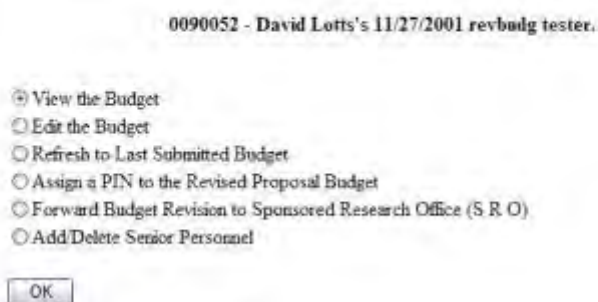 0090052 - David Lotts's 11/27/2001 revbudg tester.
View the Budget
Edit the Budget
Refresh to Last Submitted Budget
Assign a PIN to the Revised Proposal Budget
Forward Budget Revision to Sponsored Research Office (S R O)
Add/Delete Senior Personnel
OK